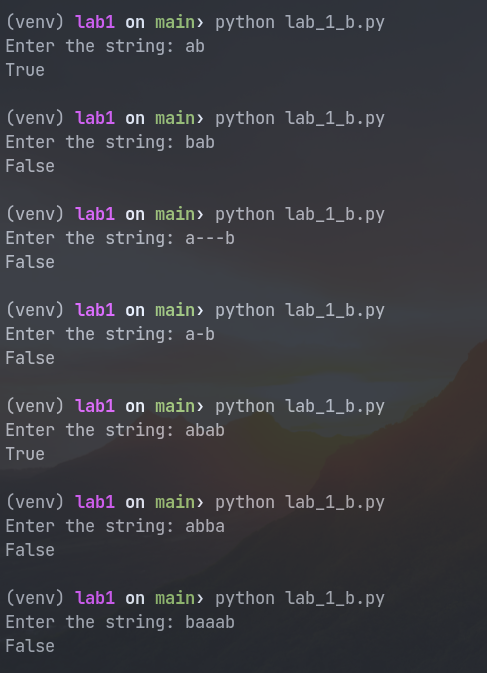 (venv) lab1 on main› python lab_1_b.py
Enter the string: ab
True
(venv) lab1 on main› python lab_1_b.py
Enter the string: bab
False
(venv) lab1 on main› python lab_1_b.py
Enter the string: a---b
False
(venv) lab1 on main› python lab_1_b.py
Enter the string: a-b
False
(venv) lab1 on main› python lab_1_b.py
Enter the string: abab
True
(venv) lab1 on main› python lab_1_b.py
Enter the string: abba
False
(venv) lab1 on main› python lab_1_b.py
Enter the string: baaab
False